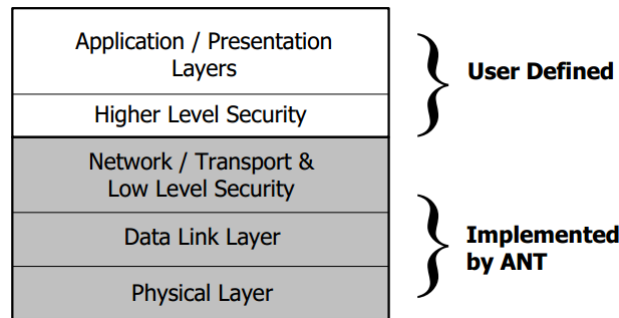 Application / Presentation
Layers
User Defined
Higher Level Security
Network / Transport &
Low Level Security
Data Link Layer
Implemented
by ANT
Physical Layer